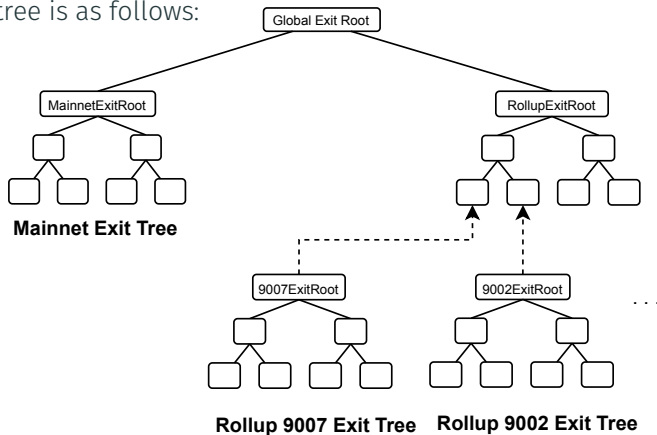 tree is as follows:
Global Exit Root
MainnetExitRoot
RollupExitRoot
Mainnet Exit Tree
9007ExitRoot
9002ExitRoot
. . .
Rollup 9007 Exit Tree
Rollup 9002 Exit Tree